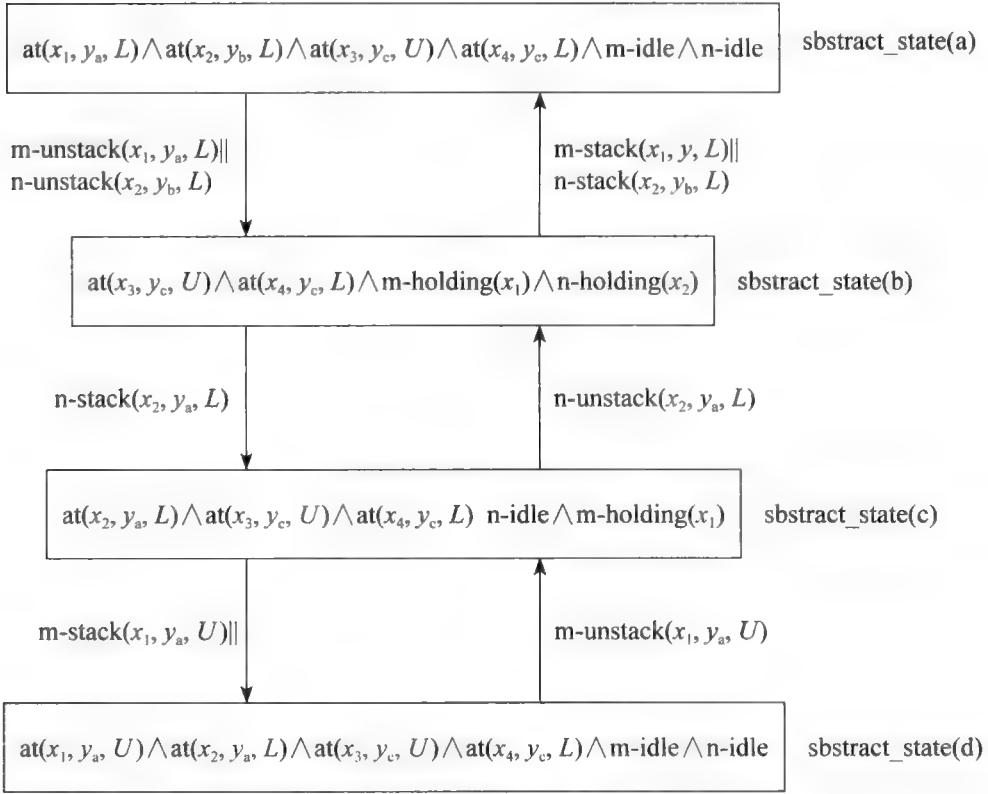 at(x₁, yₐ, L)∧at(x₂, y_b, L)∧at(x₃, y_c, U)∧at(x₄, y_c, L)∧m-idle∧n-idle sbstract_state(a)
m-unstack(x₁, yₐ, L)||
n-unstack(x₂, y_b, L)
m-stack(x₁, y, L)||
n-stack(x₂, y_b, L)
at(x₃, y_c, U)∧at(x₄, y_c, L)∧m-holding(x₁)∧n-holding(x₂) sbstract_state(b)
n-stack(x₂, yₐ, L)
n-unstack(x₂, yₐ, L)
at(x₂, yₐ, L)∧at(x₃, y_c, U)∧at(x₄, y_c, L) n-idle∧m-holding(x₁) sbstract_state(c)
m-stack(x₁, yₐ, U)||
m-unstack(x₁, yₐ, U)
at(x₁, yₐ, U)∧at(x₂, yₐ, L)∧at(x₃, y_c, U)∧at(x₄, y_c, L)∧m-idle∧n-idle sbstract_state(d)